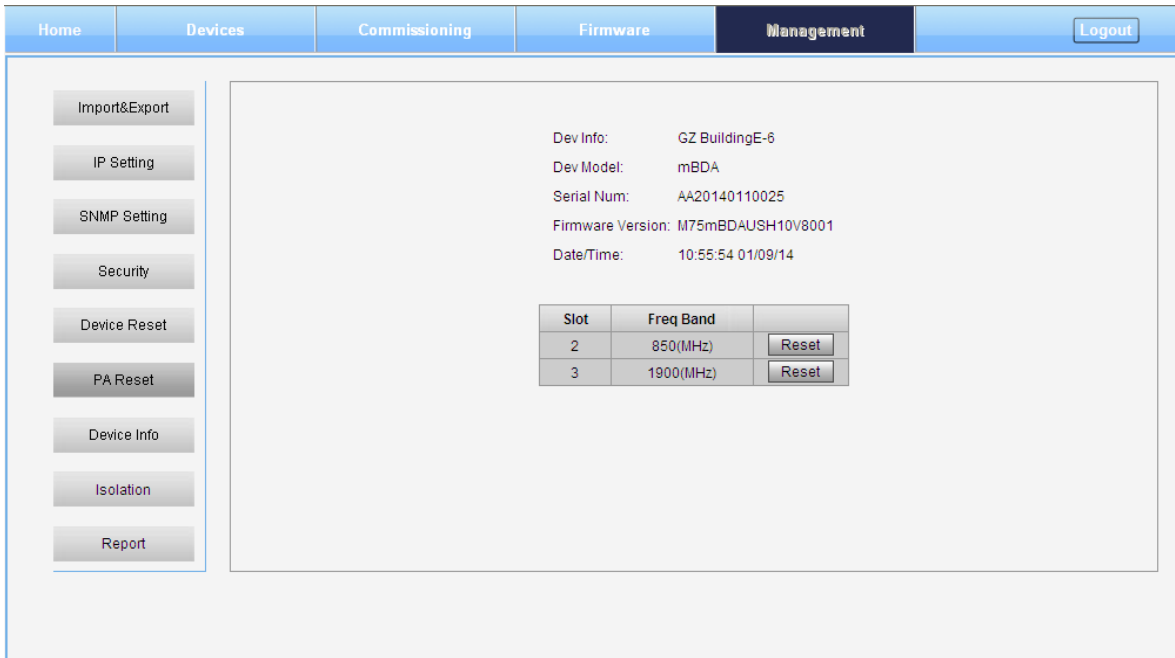 Home Devices Commissioning Firmware Management Logout
Import&Export
IP Setting
SNMP Setting
Security
Device Reset
PA Reset
Device Info
Isolation
Report
Dev Info: GZ BuildingE-6
Dev Model: mBDA
Serial Num: AA20140110025
Firmware Version: M75mBDAUSH10V8001
Date/Time: 10:55:54 01/09/14
Slot Freq Band
2 850(MHz) Reset
3 1900(MHz) Reset